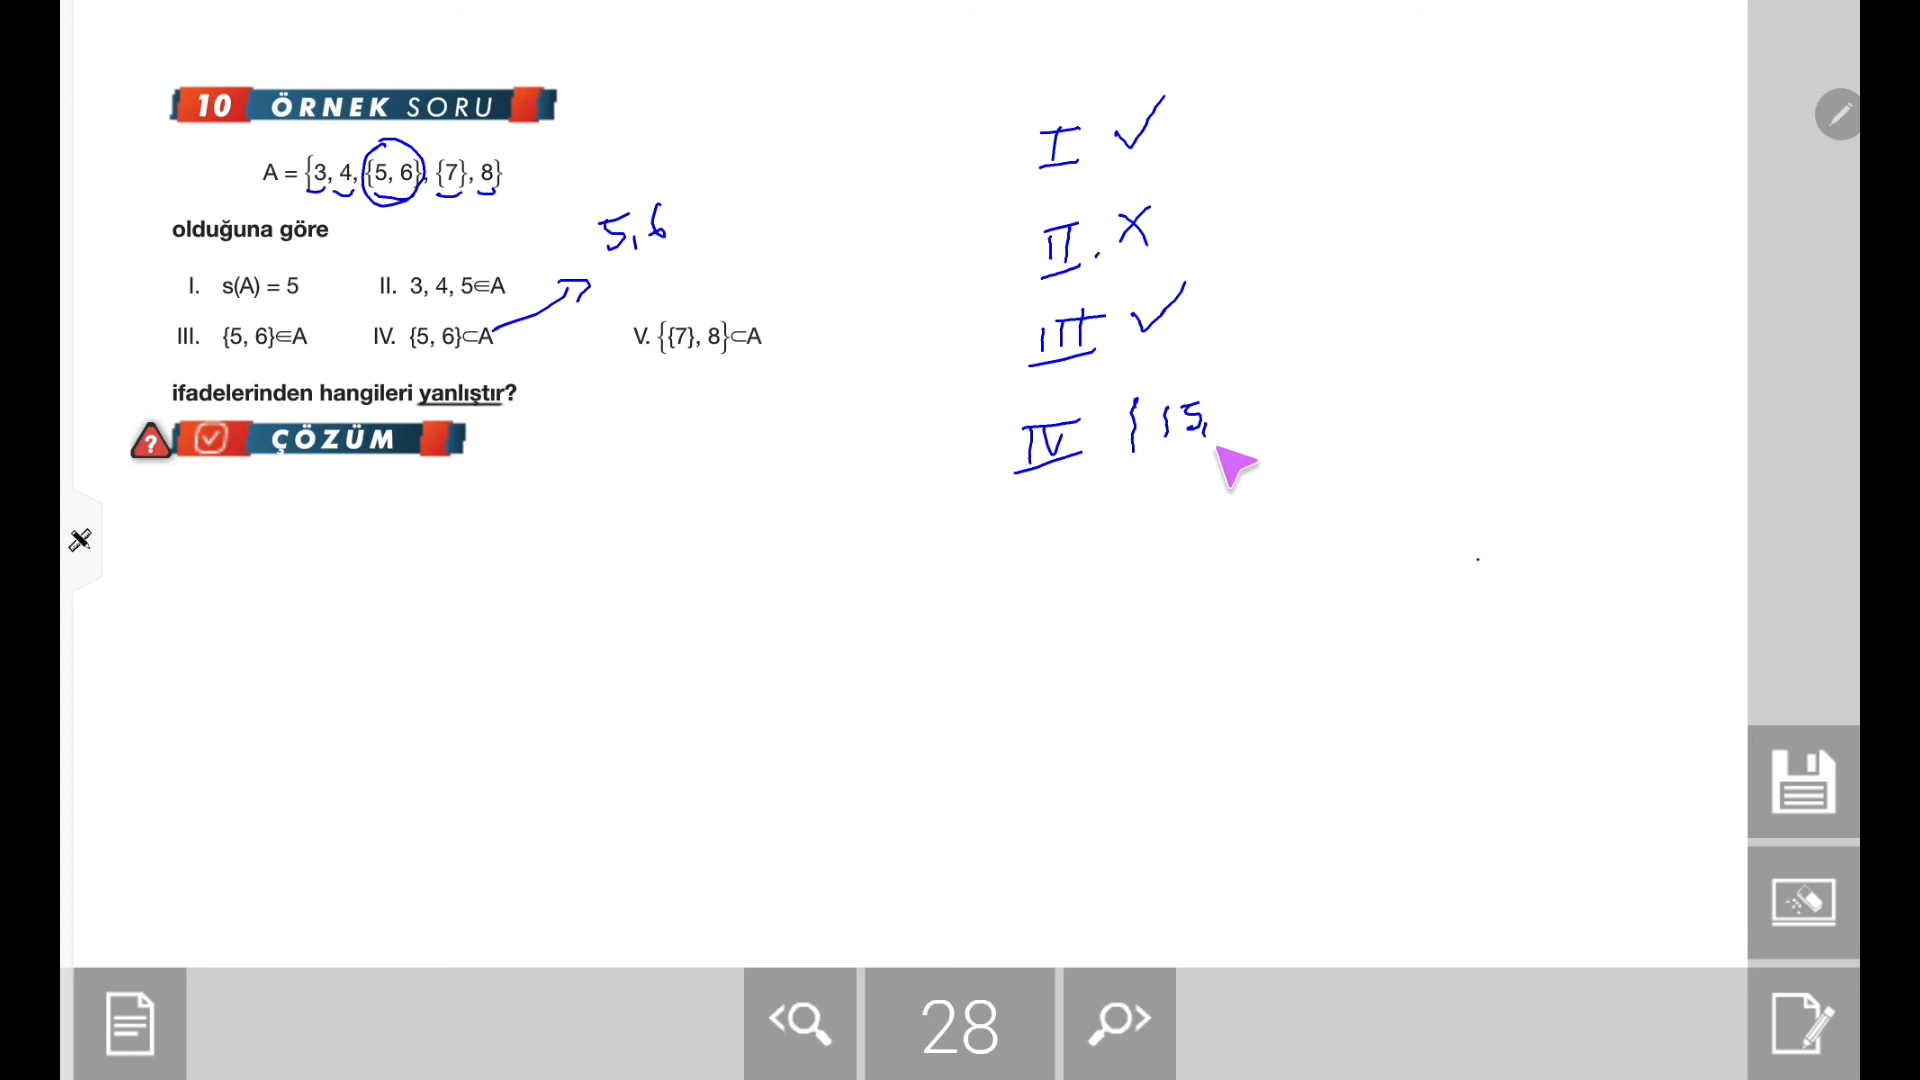 10 ÖRNEK SORU
A = {3, 4, {5, 6}, {7}, 8}
olduğuna göre
5, 6
I. s(A) = 5 II. 3, 4, 5∈A
III. {5, 6}∈A IV. {5, 6}⊂A V. {{7}, 8}⊂A
ifadelerinden hangileri yanlıştır?
? ÇÖZÜM
I ✓
II. X
III ✓
IV { {5,
28